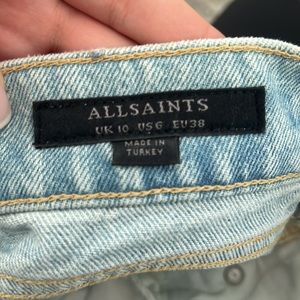 ALLSAINTS
UK 10 US 6 EU 38
MADE IN
TURKEY